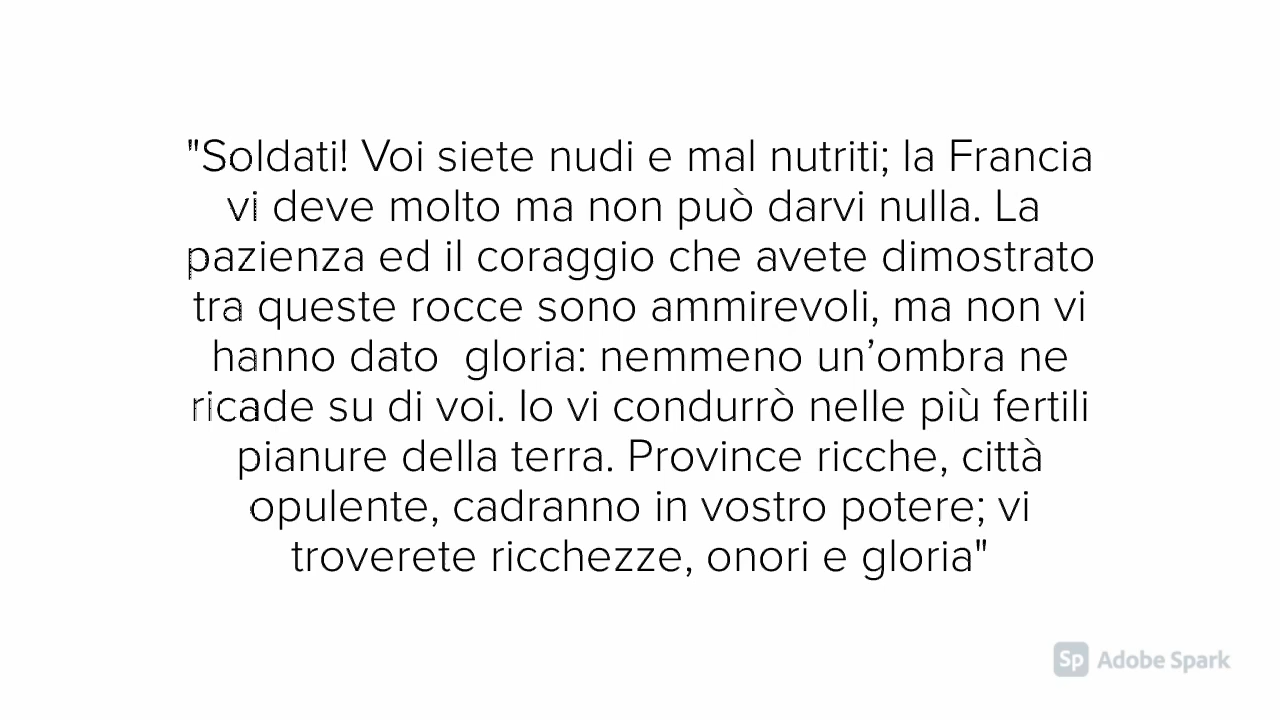 "Soldati! Voi siete nudi e mal nutriti; la Francia
vi deve molto ma non può darvi nulla. La
pazienza ed il coraggio che avete dimostrato
tra queste rocce sono ammirevoli, ma non vi
hanno dato  gloria: nemmeno un’ombra ne
ricade su di voi. Io vi condurrò nelle più fertili
pianure della terra. Province ricche, città
opulente, cadranno in vostro potere; vi
troverete ricchezze, onori e gloria"
Sp Adobe Spark